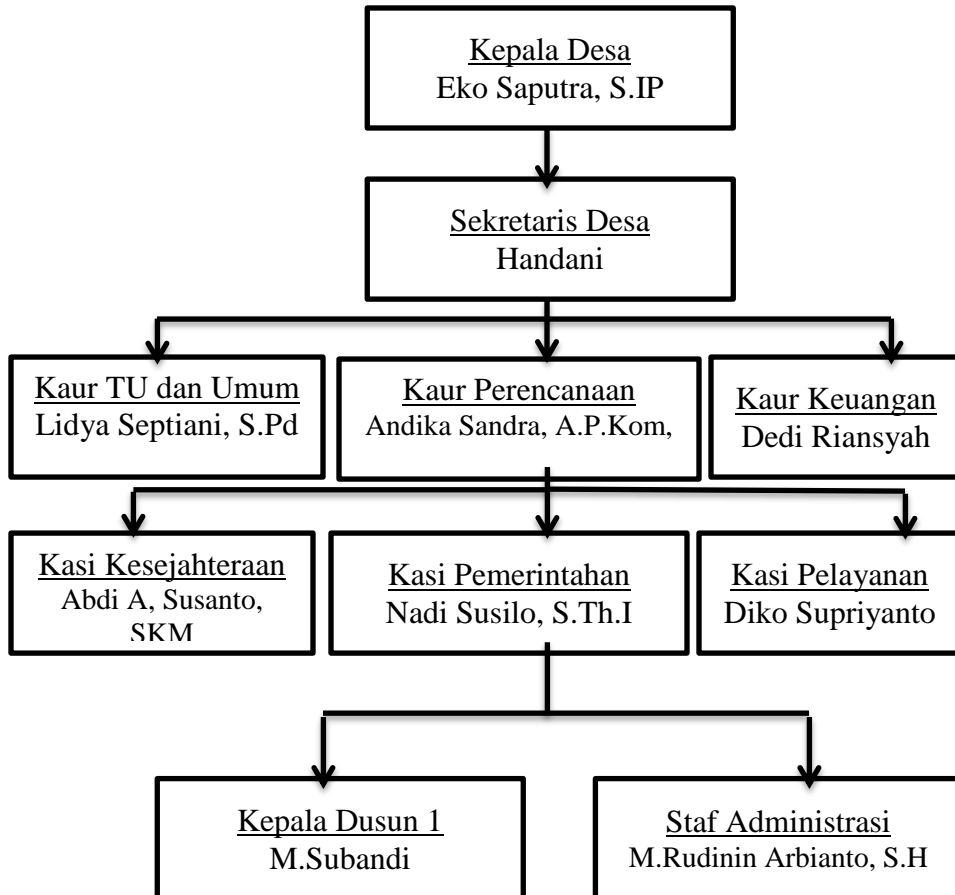 Kepala Desa
Eko Saputra, S.IP
Sekretaris Desa
Handani
Kaur TU dan Umum
Lidya Septiani, S.Pd
Kaur Perencanaan
Andika Sandra, A.P.Kom,
Kaur Keuangan
Dedi Riansyah
Kasi Kesejahteraan
Abdi A, Susanto,
SKM
Kasi Pemerintahan
Nadi Susilo, S.Th.I
Kasi Pelayanan
Diko Supriyanto
Kepala Dusun 1
M.Subandi
Staf Administrasi
M.Rudinin Arbianto, S.H